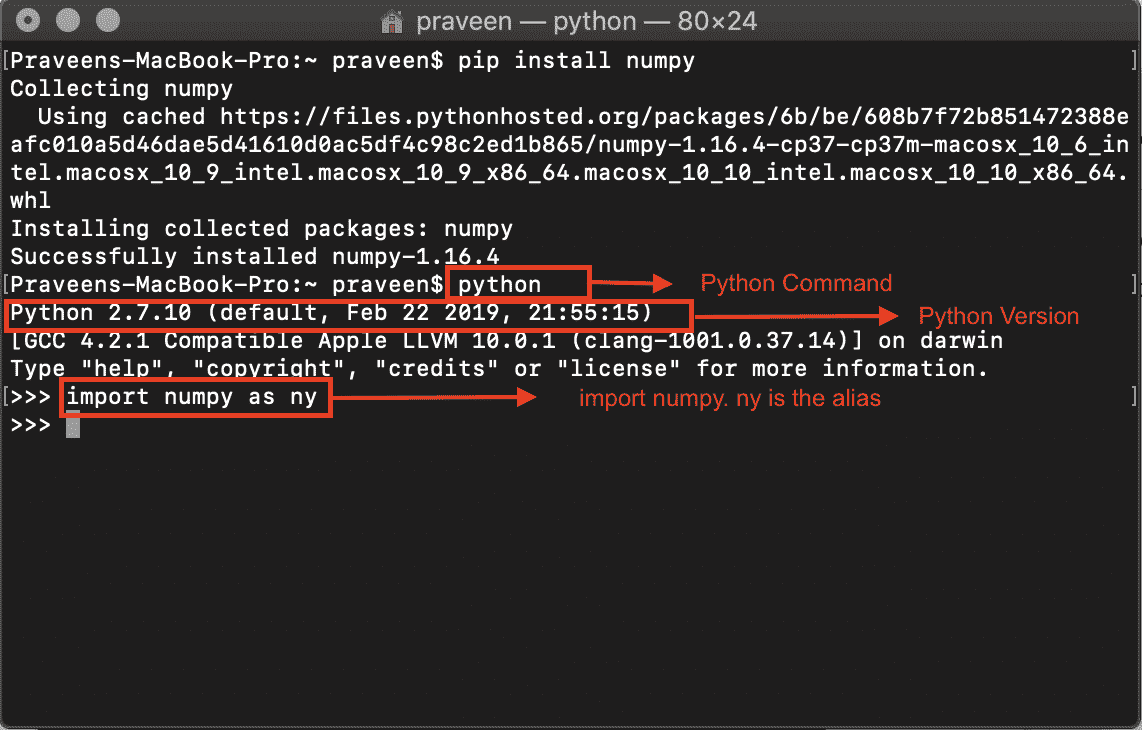 praveen — python — 80×24
[Praveens-MacBook-Pro:~ praveen$ pip install numpy ]
Collecting numpy
  Using cached https://files.pythonhosted.org/packages/6b/be/608b7f72b851472388e
afc010a5d46dae5d41610d0ac5df4c98c2ed1b865/numpy-1.16.4-cp37-cp37m-macosx_10_6_in
tel.macosx_10_9_intel.macosx_10_9_x86_64.macosx_10_10_intel.macosx_10_10_x86_64.
whl
Installing collected packages: numpy
Successfully installed numpy-1.16.4
[Praveens-MacBook-Pro:~ praveen$ python ] Python Command
Python 2.7.10 (default, Feb 22 2019, 21:55:15) Python Version
[GCC 4.2.1 Compatible Apple LLVM 10.0.1 (clang-1001.0.37.14)] on darwin
Type "help", "copyright", "credits" or "license" for more information.
[>>> import numpy as ny ] import numpy. ny is the alias
>>>